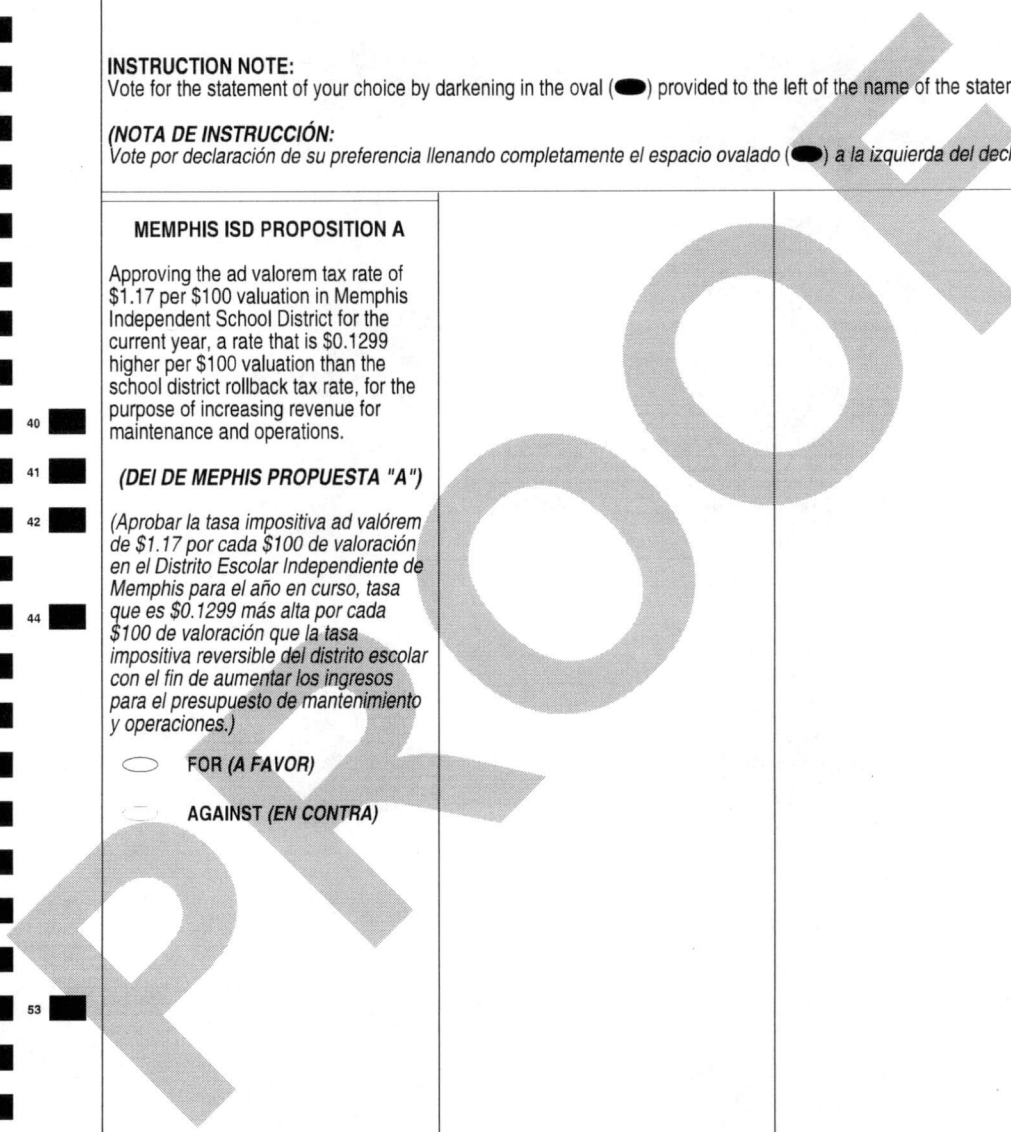 INSTRUCTION NOTE:
Vote for the statement of your choice by darkening in the oval () provided to the left of the name of the
(NOTA DE INSTRUCCIÓN:
Vote por declaración de su preferencia llenando completamente el espacio ovalado () a la izquierda del
MEMPHIS ISD PROPOSITION A
Approving the ad valorem tax rate of
$1.17 per $100 valuation in Memphis
Independent School District for the
current year, a rate that is $0.1299
higher per $100 valuation than the
school district rollback tax rate, for the
purpose of increasing revenue for
maintenance and operations.
(DEI DE MEPHIS PROPUESTA "A")
(Aprobar la tasa impositiva ad valórem
de $1.17 por cada $100 de valoración
en el Distrito Escolar Independiente de
Memphis para el año en curso, tasa
que es $0.1299 más alta por cada
$100 de valoración que la tasa
impositiva reversible del distrito escolar
con el fin de aumentar los ingresos
para el presupuesto de mantenimiento
y operaciones.)
FOR (A FAVOR)
AGAINST (EN CONTRA)
40
41
42
44
53
PROOF